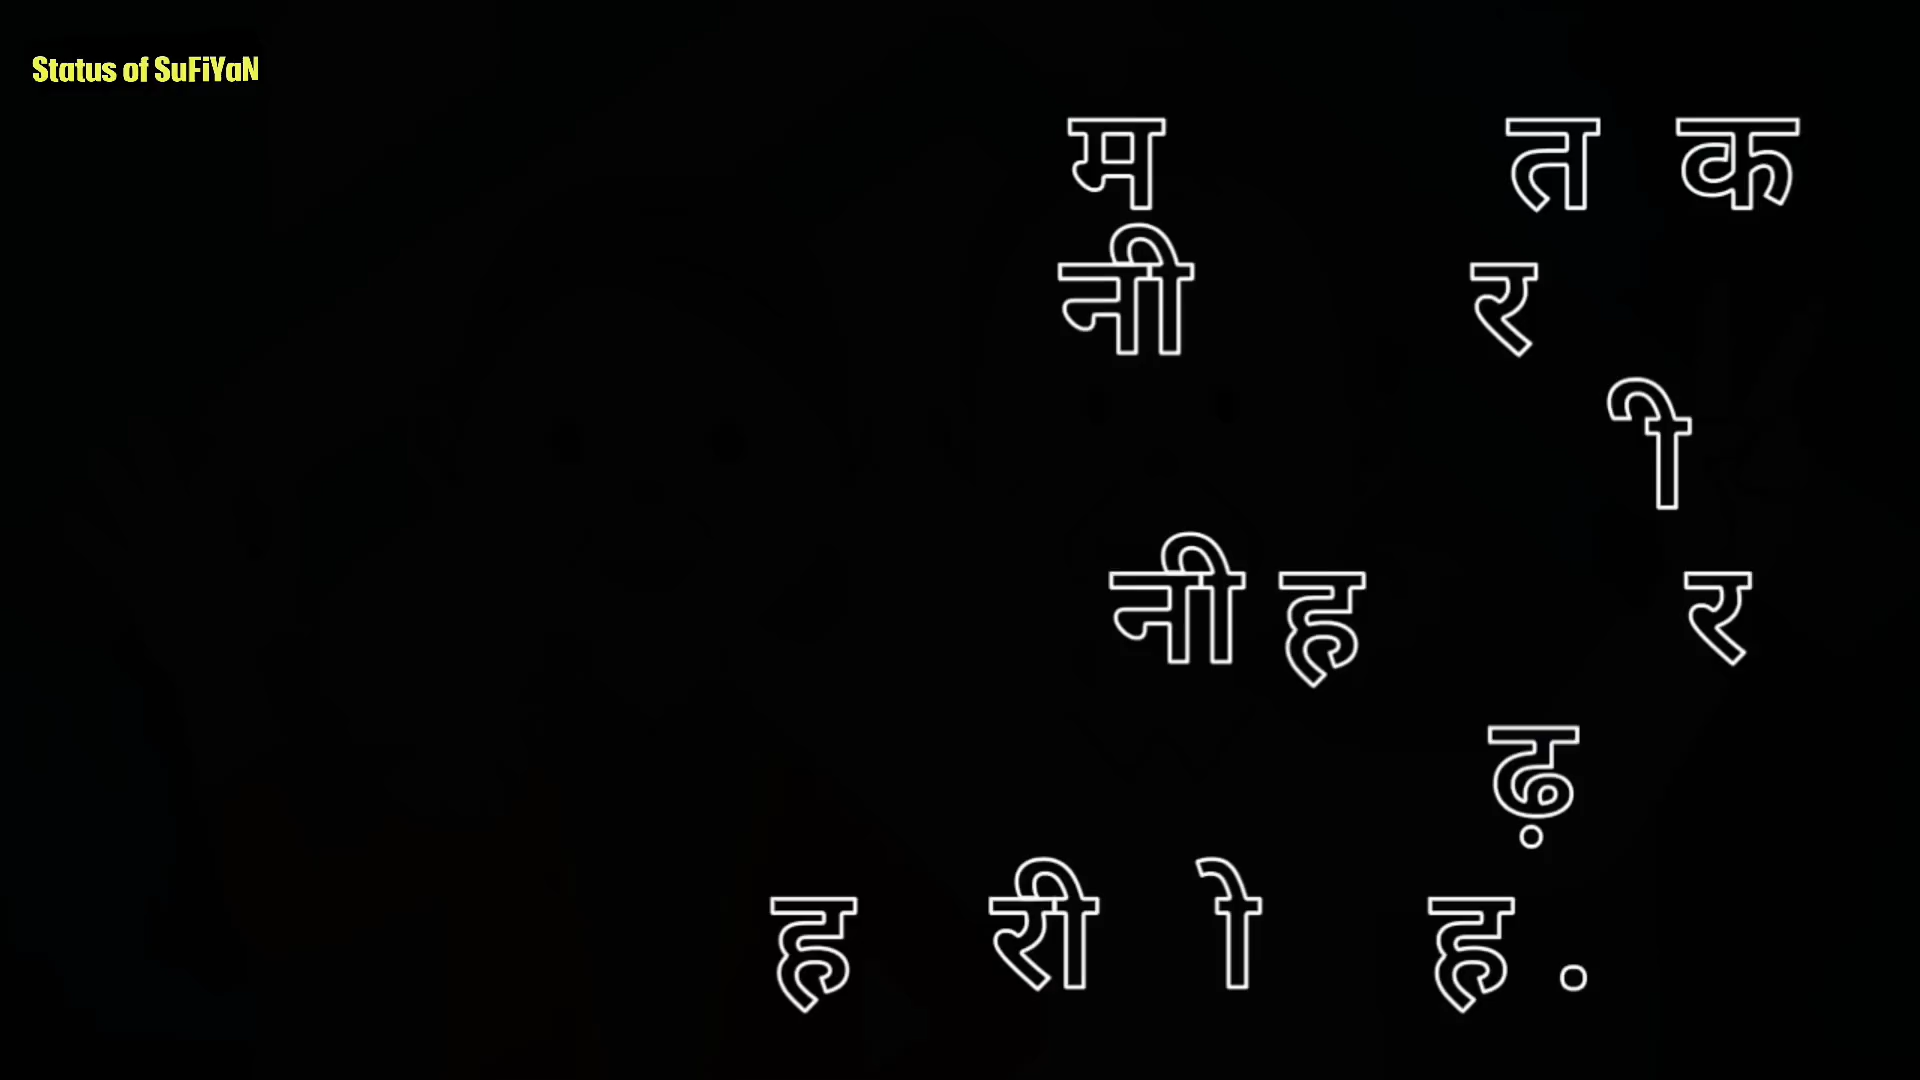 Status of SuFiYaN
म त क
नी र
ी
नी ह र
ढ़
ह री ो ह .